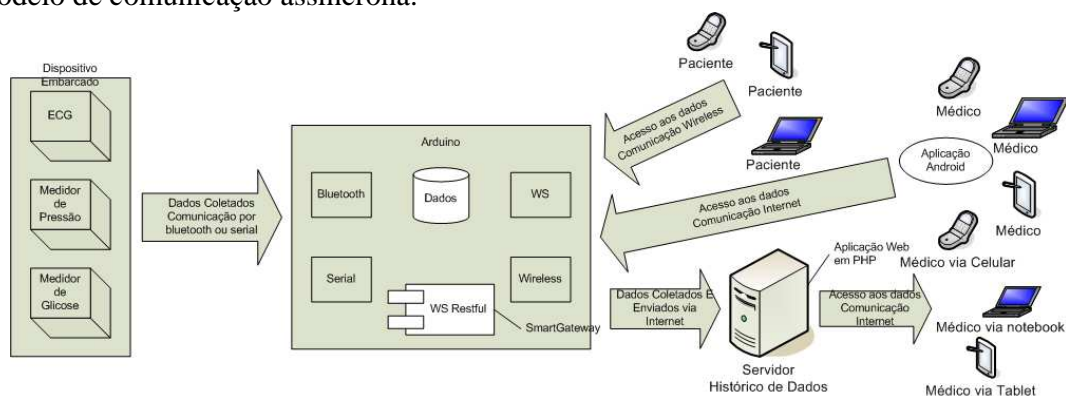 odelo de comunicação assíncrona.
Dispositivo
Embarcado
ECG
Medidor
de
Pressão
Medidor
de
Glicose
Dados Coletados
Comunicação por
bluetooth ou serial
Arduino
Bluetooth
Dados
WS
Serial
Wireless
WS Restful
SmartGateway
Acesso aos dados
Comunicação Wireless
Paciente
Paciente
Paciente
Acesso aos dados
Comunicação Internet
Médico
Médico
Aplicação
Android
Médico
Médico via Celular
Dados Coletados E
Enviados via
Internet
Aplicação Web
em PHP
Servidor
Histórico de Dados
Acesso aos dados
Comunicação
Internet
Médico via notebook
Médico via Tablet